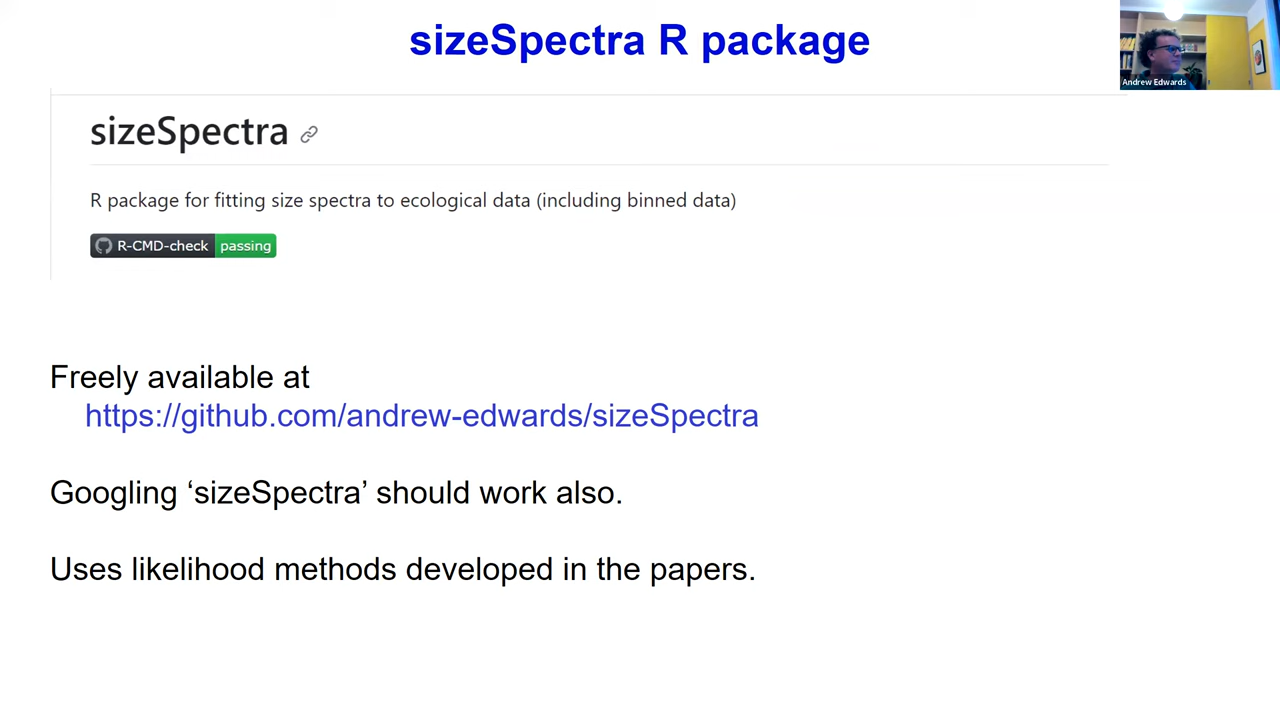 sizeSpectra R package
Andrew Edwards
sizeSpectra
R package for fitting size spectra to ecological data (including binned data)
R-CMD-check passing
Freely available at
https://github.com/andrew-edwards/sizeSpectra
Googling ‘sizeSpectra’ should work also.
Uses likelihood methods developed in the papers.